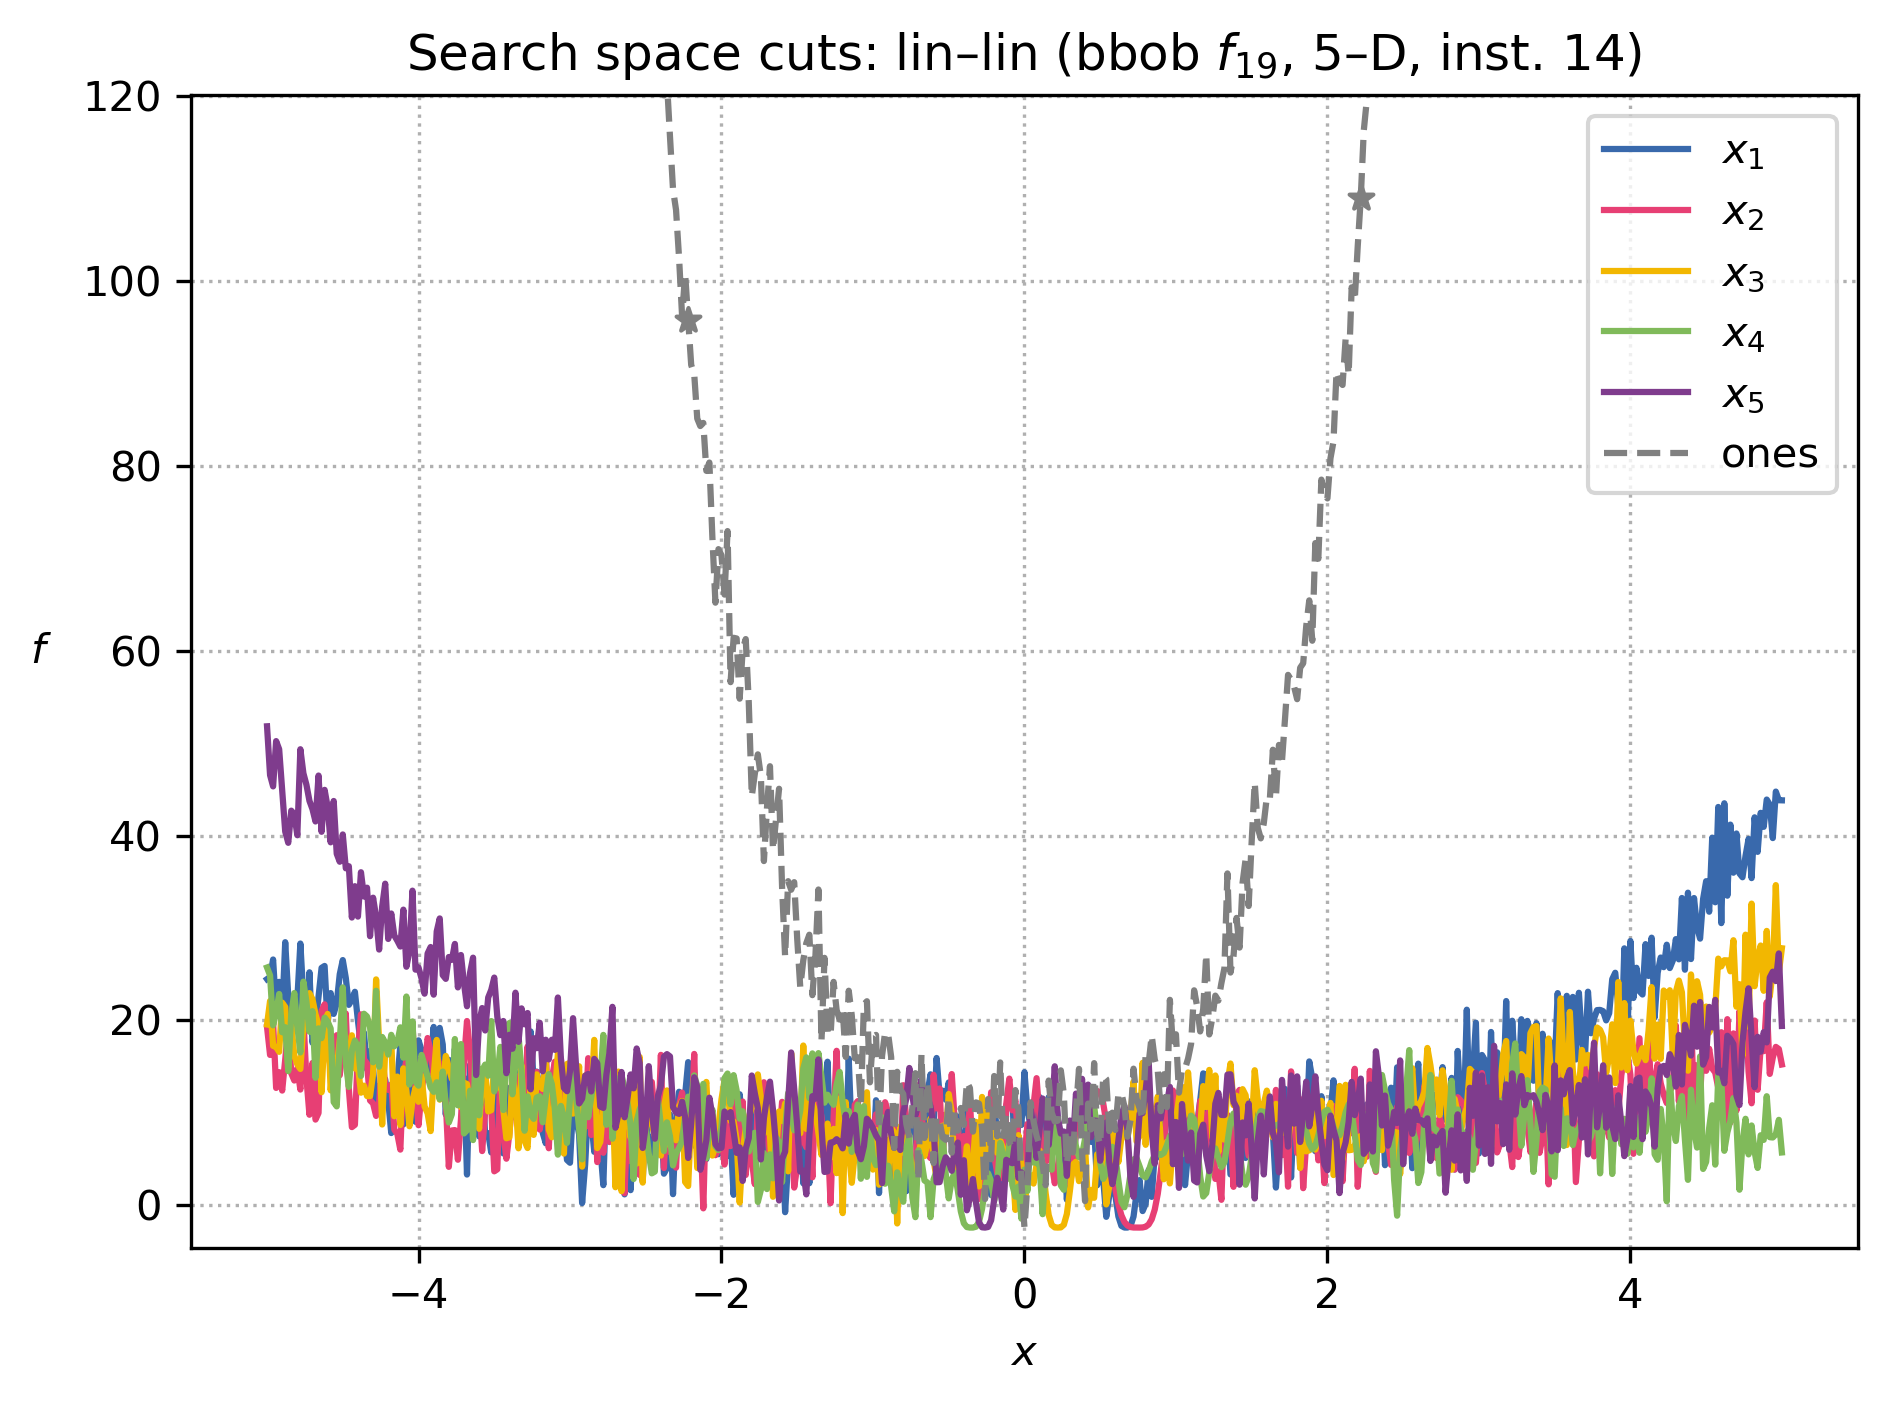 Search space cuts: lin–lin (bbob f₁₉, 5–D, inst. 14)
120
100
80
60
40
20
0
f
−4
−2
0
2
4
x
x₁
x₂
x₃
x₄
x₅
ones